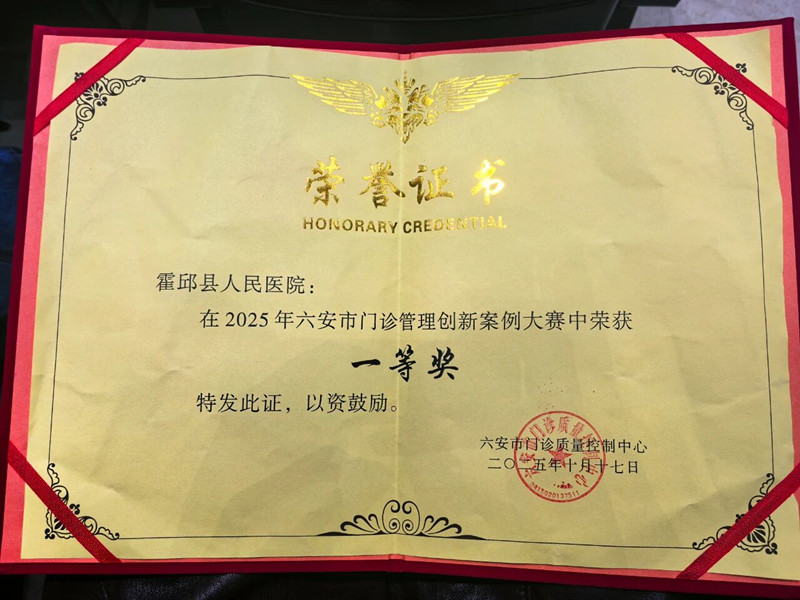 荣誉证书
HONORARY CREDENTIAL
霍邱县人民医院：
在2025年六安市门诊管理创新案例大赛中荣获
一等奖
特发此证，以资鼓励。
六安市门诊质量控制中心
二〇二五年十月十七日